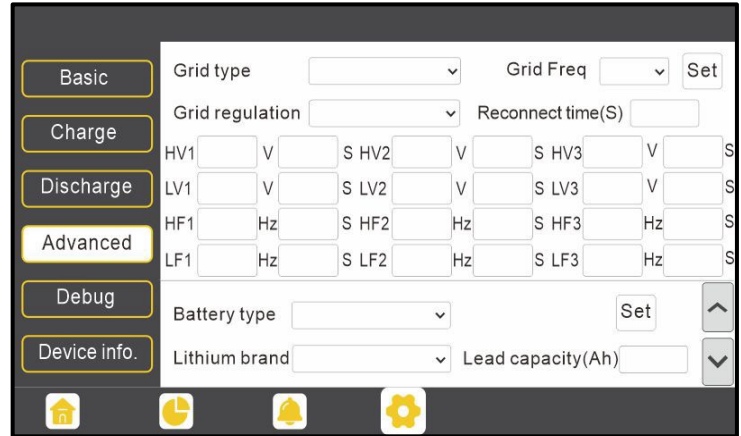 Basic
Charge
Discharge
Advanced
Debug
Device info.
Grid type Grid Freq Set
Grid regulation Reconnect time(S)
HV1 V S HV2 V S HV3 V S
LV1 V S LV2 V S LV3 V S
HF1 Hz S HF2 Hz S HF3 Hz S
LF1 Hz S LF2 Hz S LF3 Hz S
Battery type Set
Lithium brand Lead capacity(Ah)